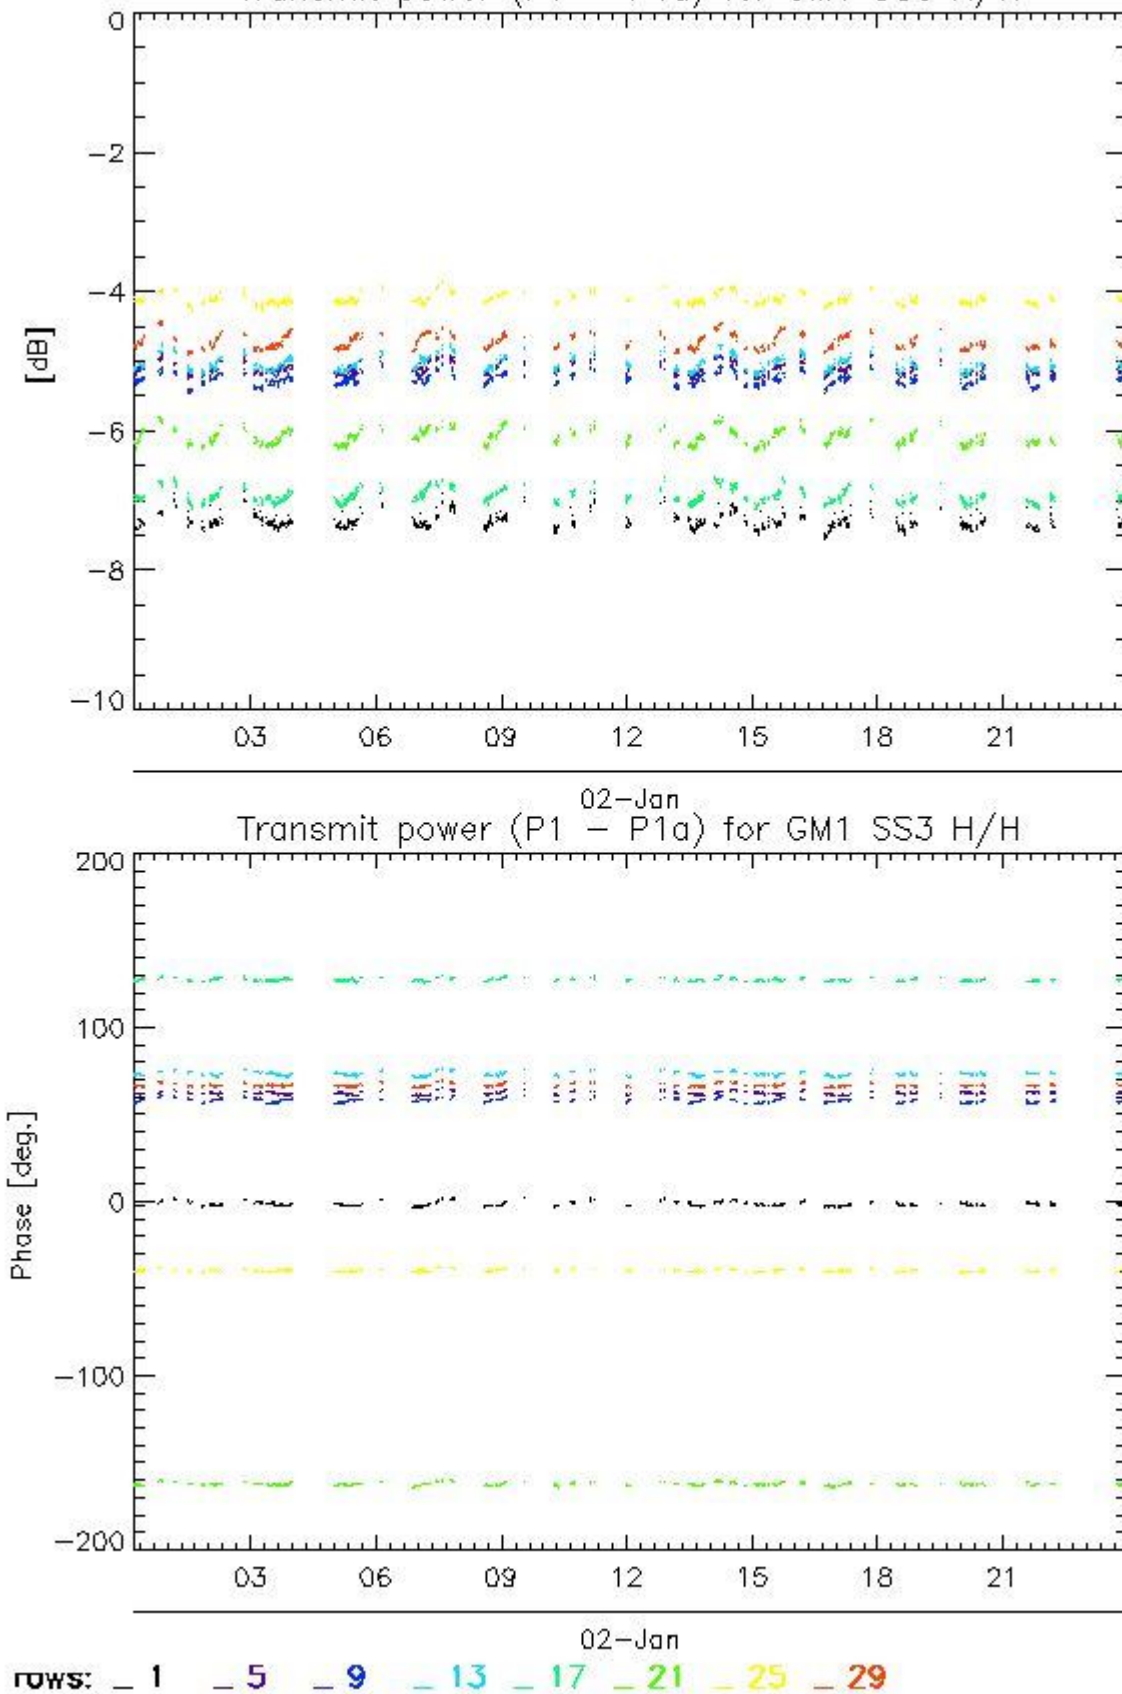 0
−2
−4
[dB]
−6
−8
−10
03 06 09 12 15 18 21
02−Jan
Transmit power (P1 − P1a) for GM1 SS3 H/H
200
100
Phase [deg.]
0
−100
−200
03 06 09 12 15 18 21
02−Jan
rows: _ 1 _ 5 _ 9 _ 13 _ 17 _ 21 _ 25 _ 29